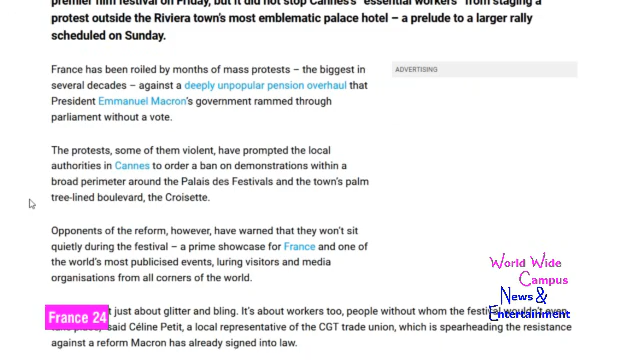 premier film festival on Friday, but it did not stop Cannes's "essential workers" from staging a
protest outside the Riviera town's most emblematic palace hotel – a prelude to a larger rally
scheduled on Sunday.
France has been roiled by months of mass protests – the biggest in
several decades – against a deeply unpopular pension overhaul that
President Emmanuel Macron's government rammed through
parliament without a vote.
ADVERTISING
The protests, some of them violent, have prompted the local
authorities in Cannes to order a ban on demonstrations within a
broad perimeter around the Palais des Festivals and the town's palm
tree-lined boulevard, the Croisette.
Opponents of the reform, however, have warned that they won't sit
quietly during the festival – a prime showcase for France and one of
the world's most publicised events, luring visitors and media
organisations from all corners of the world.
World Wide
Campus
News &
Entertainment
just about glitter and bling. It's about workers too, people without whom the festival wouldn't even
said Céline Petit, a local representative of the CGT trade union, which is spearheading the resistance
against a reform Macron has already signed into law.
France 24